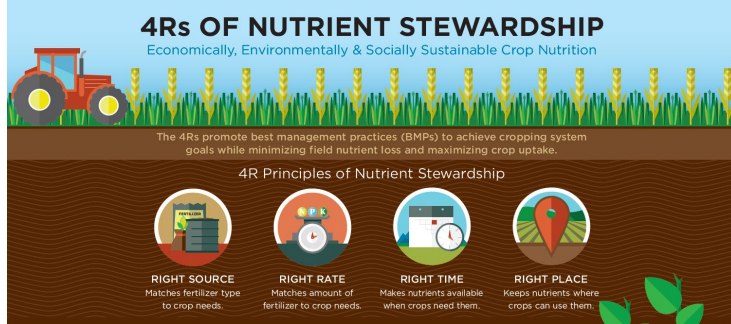 4Rs OF NUTRIENT STEWARDSHIP
Economically, Environmentally & Socially Sustainable Crop Nutrition
The 4Rs promote best management practices (BMPs) to achieve cropping system
goals while minimizing field nutrient loss and maximizing crop uptake.
4R Principles of Nutrient Stewardship
FERTILIZER
N P K
RIGHT SOURCE
Matches fertilizer type
to crop needs.
RIGHT RATE
Matches amount of
fertilizer to crop needs.
RIGHT TIME
Makes nutrients available
when crops need them.
RIGHT PLACE
Keeps nutrients where
crops can use them.